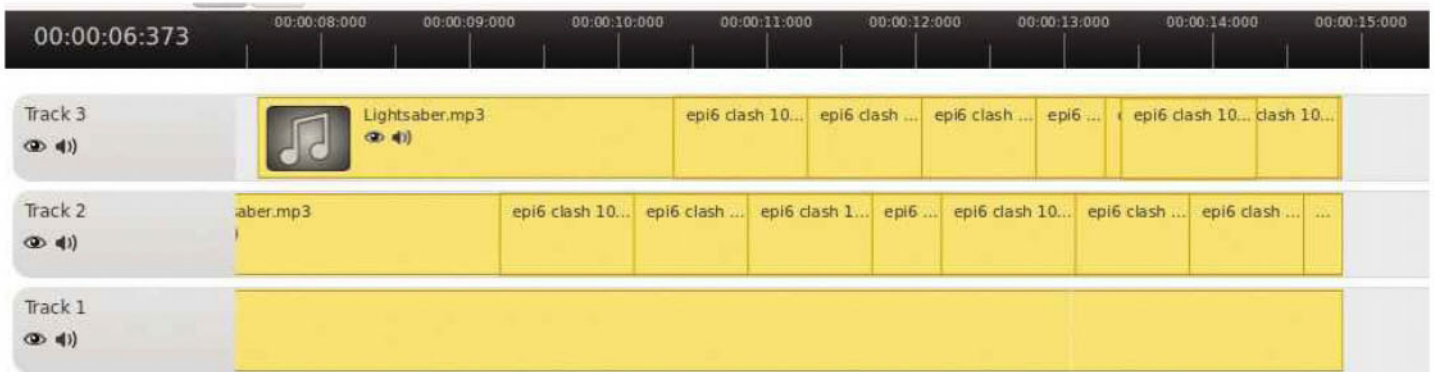 00:00:06:373
00:00:08:000 00:00:09:000 00:00:10:000 00:00:11:000 00:00:12:000 00:00:13:000 00:00:14:000 00:00:15:000
Track 3
Lightsaber.mp3 epi6 clash 10... epi6 clash ... epi6 clash ... epi6 ... epi6 clash 10... clash 10...
Track 2
aber.mp3 epi6 clash 10... epi6 clash ... epi6 clash 1... epi6 ... epi6 clash 10... epi6 clash ... epi6 clash ... ...
Track 1